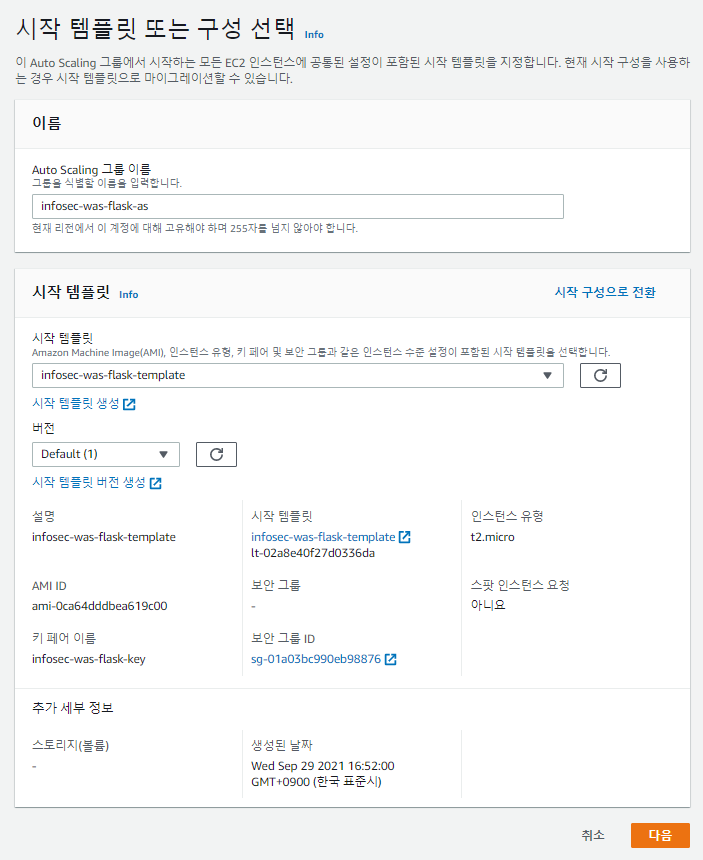 시작 템플릿 또는 구성 선택 Info
이 Auto Scaling 그룹에서 시작하는 모든 EC2 인스턴스에 공통된 설정이 포함된 시작 템플릿을 지정합니다. 현재 시작 구성을 사용하
는 경우 시작 템플릿으로 마이그레이션할 수 있습니다.
이름
Auto Scaling 그룹 이름
그룹을 식별할 이름을 입력합니다.
infosec-was-flask-as
현재 리전에서 이 계정에 대해 고유해야 하며 255자를 넘지 않아야 합니다.
시작 템플릿 Info
시작 구성으로 전환
시작 템플릿
Amazon Machine Image(AMI), 인스턴스 유형, 키 페어 및 보안 그룹과 같은 인스턴스 수준 설정이 포함된 시작 템플릿을 선택합니다.
infosec-was-flask-template
시작 템플릿 생성
버전
Default (1)
시작 템플릿 버전 생성
설명
infosec-was-flask-template
시작 템플릿
infosec-was-flask-template
lt-02a8e40f27d0336da
인스턴스 유형
t2.micro
AMI ID
ami-0ca64dddbea619c00
보안 그룹
-
스팟 인스턴스 요청
아니요
키 페어 이름
infosec-was-flask-key
보안 그룹 ID
sg-01a03bc990eb98876
추가 세부 정보
스토리지(볼륨)
-
생성된 날짜
Wed Sep 29 2021 16:52:00
GMT+0900 (한국 표준시)
취소
다음